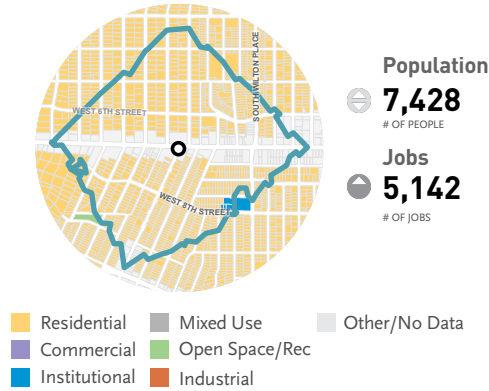 SOUTH WILTON PLACE
WEST 6TH STREET
WEST 8TH STREET
Population
7,428
# OF PEOPLE
Jobs
5,142
# OF JOBS
Residential
Mixed Use
Other/No Data
Commercial
Open Space/Rec
Institutional
Industrial